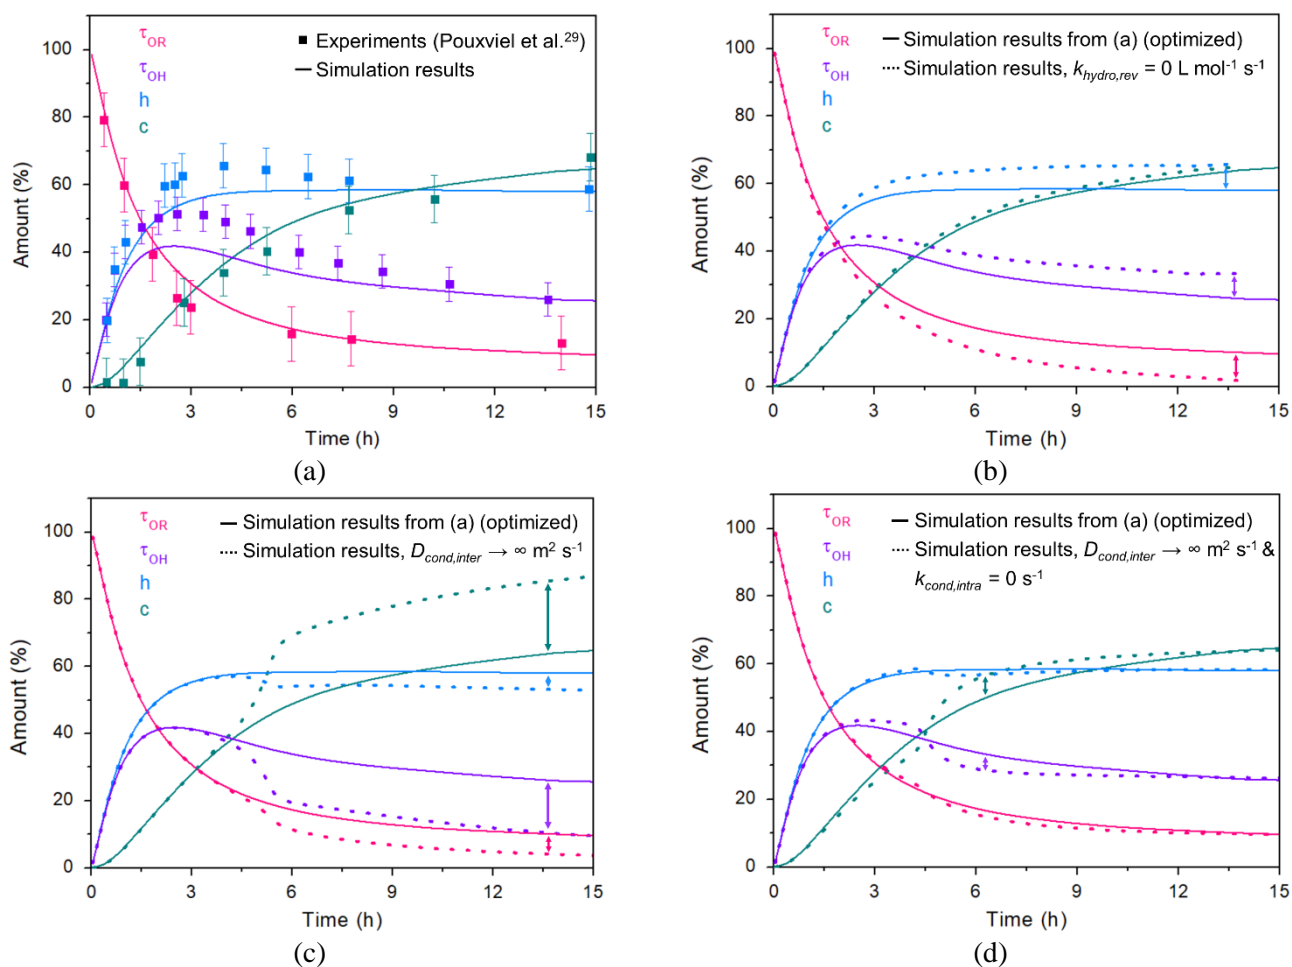 100
80
60
40
20
0
Amount (%)
τOR
τOH
h
c
Experiments (Pouxviel et al.²⁹)
Simulation results
0 3 6 9 12 15
Time (h)
(a)
100
80
60
40
20
0
Amount (%)
τOR
τOH
h
c
Simulation results from (a) (optimized)
Simulation results, khydro,rev = 0 L mol⁻¹ s⁻¹
0 3 6 9 12 15
Time (h)
(b)
100
80
60
40
20
0
Amount (%)
τOR
τOH
h
c
Simulation results from (a) (optimized)
Simulation results, Dcond,inter → ∞ m² s⁻¹
0 3 6 9 12 15
Time (h)
(c)
100
80
60
40
20
0
Amount (%)
τOR
τOH
h
c
Simulation results from (a) (optimized)
Simulation results, Dcond,inter → ∞ m² s⁻¹ &
kcond,intra = 0 s⁻¹
0 3 6 9 12 15
Time (h)
(d)